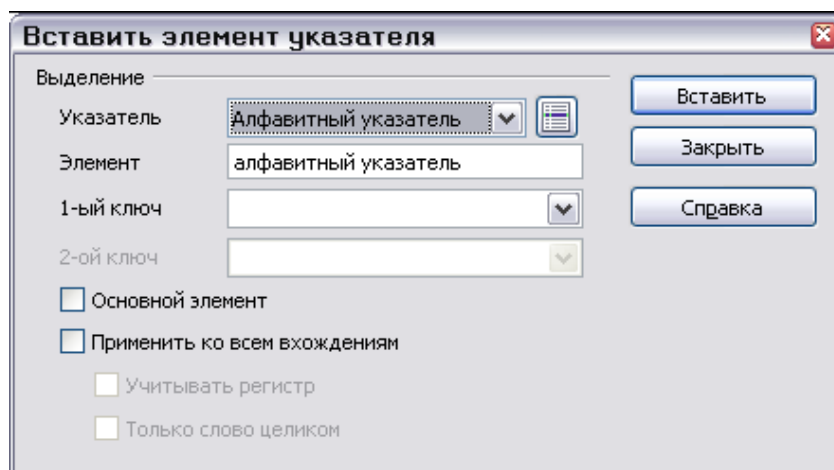 Вставить элемент указателя
Выделение
Указатель
Алфавитный указатель
Элемент
алфавитный указатель
1-ый ключ
2-ой ключ
Основной элемент
Применить ко всем вхождениям
Учитывать регистр
Только слово целиком
Вставить
Закрыть
Справка